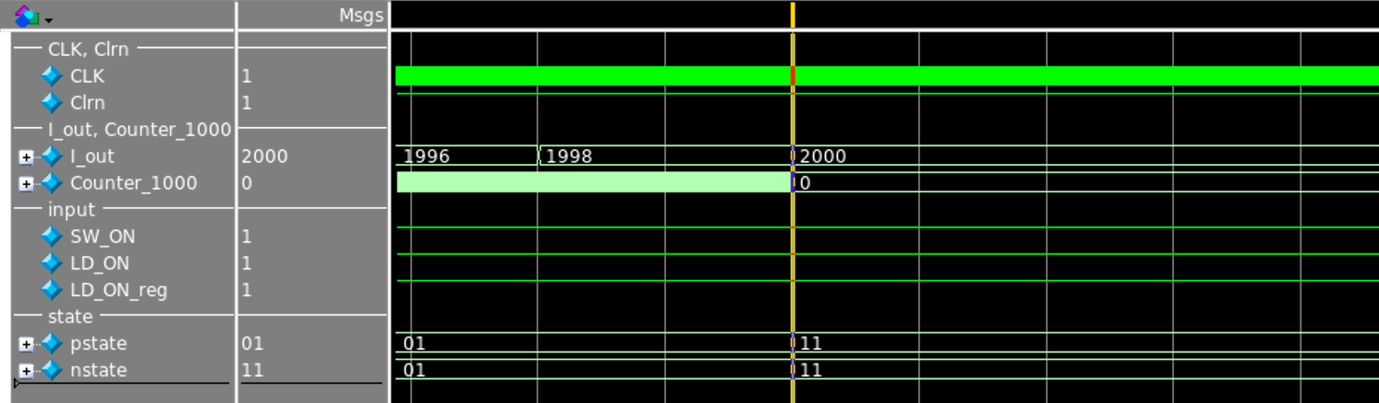 Msgs
CLK, Clrn
CLK 1
Clrn 1
I_out, Counter_1000
I_out 2000 1996 1998 2000
Counter_1000 0 0
input
SW_ON 1
LD_ON 1
LD_ON_reg 1
state
pstate 01 01 11
nstate 11 01 11